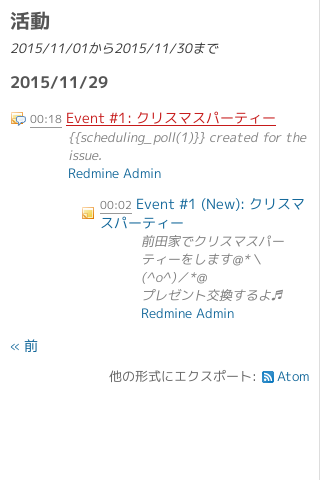 活動
2015/11/01から2015/11/30まで
2015/11/29
00:18 Event #1: クリスマスパーティー
{{scheduling_poll(1)}} created for the
issue.
Redmine Admin
00:02 Event #1 (New): クリスマ
スパーティー
前田家でクリスマスパー
ティーをします@*＼
(^o^)／*@
プレゼント交換するよ♬
Redmine Admin
« 前
他の形式にエクスポート: Atom